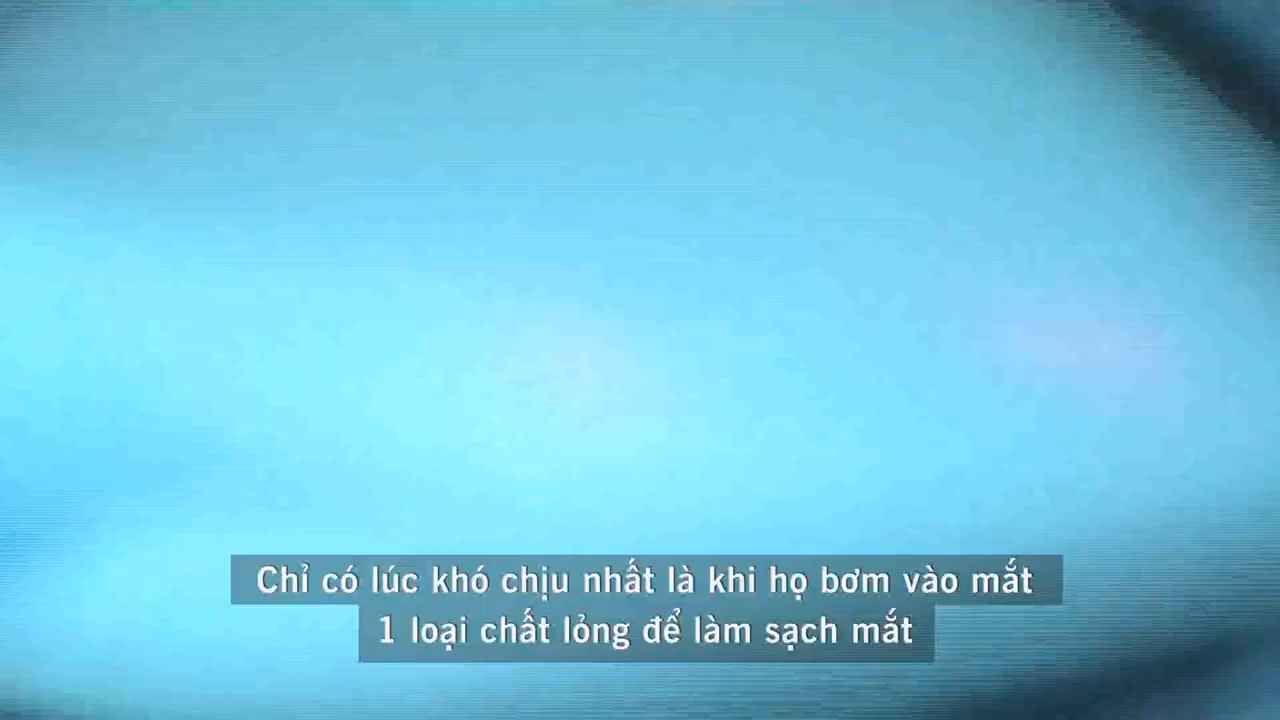 Chỉ có lúc khó chịu nhất là khi họ bơm vào mắt
1 loại chất lỏng để làm sạch mắt